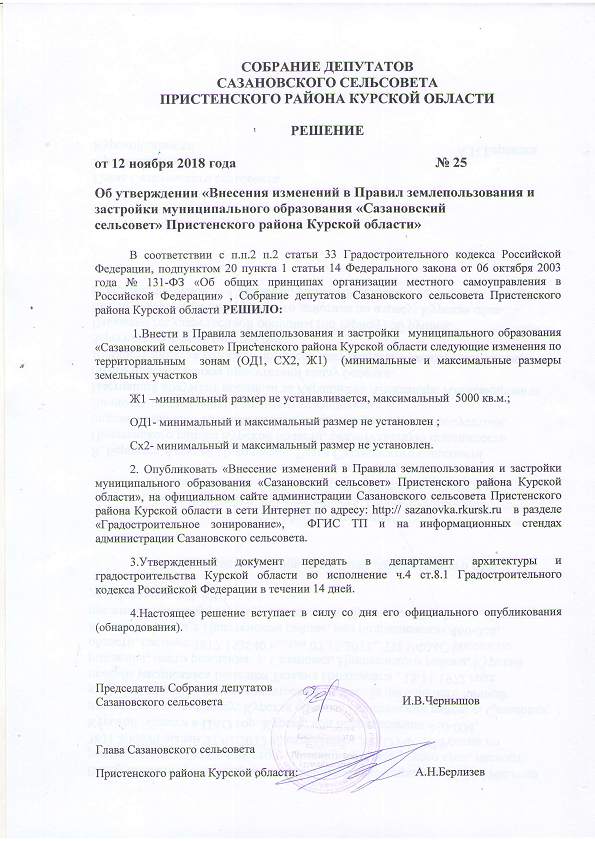 СОБРАНИЕ ДЕПУТАТОВ
САЗАНОВСКОГО СЕЛЬСОВЕТА
ПРИСТЕНСКОГО РАЙОНА КУРСКОЙ ОБЛАСТИ
РЕШЕНИЕ
от 12 ноября 2018 года № 25
Об утверждении «Внесения изменений в Правил землепользования и
застройки муниципального образования «Сазановский
сельсовет» Пристенского района Курской области»
В соответствии с п.п.2 п.2 статьи 33 Градостроительного кодекса Российской
Федерации, подпунктом 20 пункта 1 статьи 14 Федерального закона от 06 октября 2003
года № 131-ФЗ «Об общих принципах организации местного самоуправления в
Российской Федерации» , Собрание депутатов Сазановского сельсовета Пристенского
района Курской области РЕШИЛО:
1.Внести в Правила землепользования и застройки муниципального образования
«Сазановский сельсовет» Пристенского района Курской области следующие изменения по
территориальным зонам (ОД1, СХ2, Ж1) (минимальные и максимальные размеры
земельных участков
Ж1 –минимальный размер не устанавливается, максимальный 5000 кв.м.;
ОД1- минимальный и максимальный размер не установлен ;
Сх2- минимальный и максимальный размер не установлен.
2. Опубликовать «Внесение изменений в Правила землепользования и застройки
муниципального образования «Сазановский сельсовет» Пристенского района Курской
области», на официальном сайте администрации Сазановского сельсовета Пристенского
района Курской области в сети Интернет по адресу: http:// sazanovka.rkursk.ru в разделе
«Градостроительное зонирование», ФГИС ТП и на информационных стендах
администрации Сазановского сельсовета.
3.Утвержденный документ передать в департамент архитектуры и
градостроительства Курской области во исполнение ч.4 ст.8.1 Градостроительного
кодекса Российской Федерации в течении 14 дней.
4.Настоящее решение вступает в силу со дня его официального опубликования
(обнародования).
Председатель Собрания депутатов
Сазановского сельсовета И.В.Чернышов
Глава Сазановского сельсовета
Пристенского района Курской области: А.Н.Берлизев